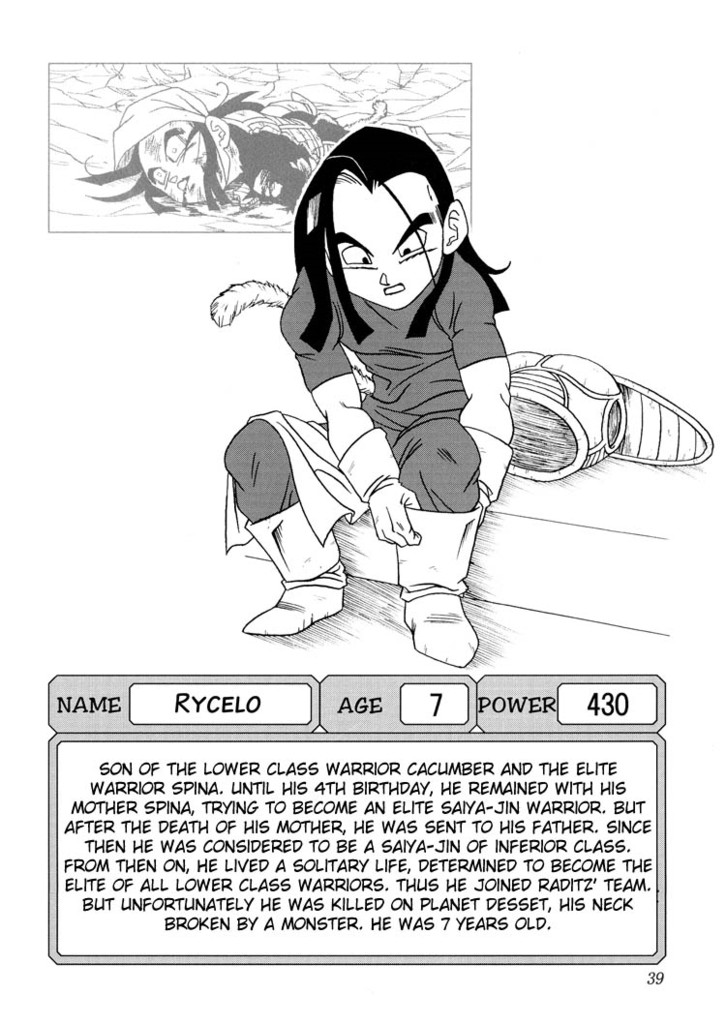 NAME RYCELO AGE 7 POWER 430
SON OF THE LOWER CLASS WARRIOR CACUMBER AND THE ELITE
WARRIOR SPINA. UNTIL HIS 4TH BIRTHDAY, HE REMAINED WITH HIS
MOTHER SPINA, TRYING TO BECOME AN ELITE SAIYA-JIN WARRIOR. BUT
AFTER THE DEATH OF HIS MOTHER, HE WAS SENT TO HIS FATHER. SINCE
THEN HE WAS CONSIDERED TO BE A SAIYA-JIN OF INFERIOR CLASS.
FROM THEN ON, HE LIVED A SOLITARY LIFE, DETERMINED TO BECOME THE
ELITE OF ALL LOWER CLASS WARRIORS. THUS HE JOINED RADITZ' TEAM.
BUT UNFORTUNATELY HE WAS KILLED ON PLANET DESSET, HIS NECK
BROKEN BY A MONSTER. HE WAS 7 YEARS OLD.
39